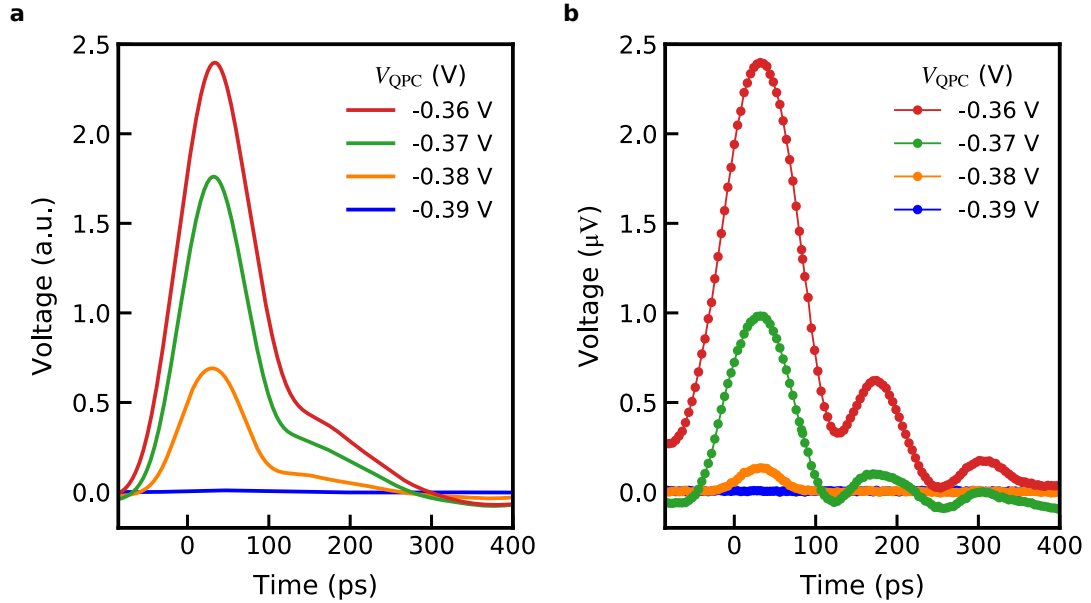 a
2.5
2.0
1.5
1.0
0.5
0.0
Voltage (a.u.)
0
100
200
300
400
Time (ps)
V_QPC (V)
-0.36 V
-0.37 V
-0.38 V
-0.39 V
b
2.5
2.0
1.5
1.0
0.5
0.0
Voltage (μV)
0
100
200
300
400
Time (ps)
V_QPC (V)
-0.36 V
-0.37 V
-0.38 V
-0.39 V